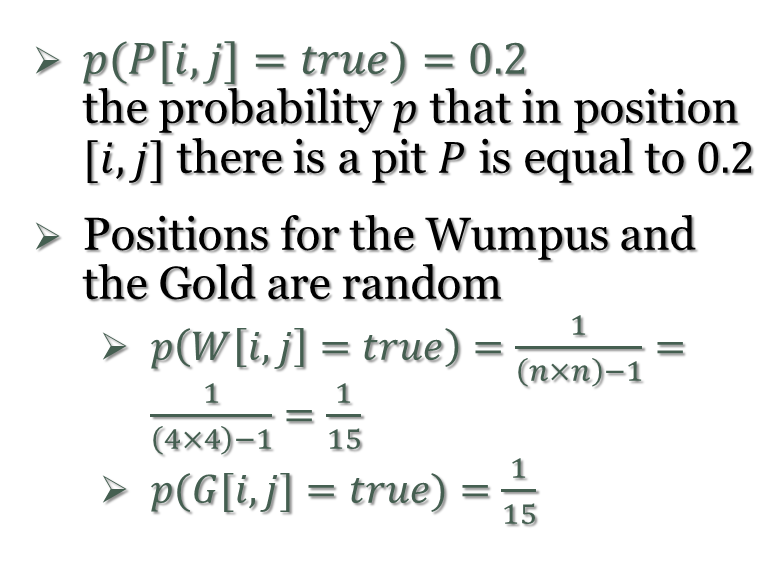 ➢ p(P[i, j] = true) = 0.2
the probability p that in position
[i, j] there is a pit P is equal to 0.2
➢ Positions for the Wumpus and
the Gold are random
➢ p(W[i, j] = true) = 1/((n×n)−1) =
1/((4×4)−1) = 1/15
➢ p(G[i, j] = true) = 1/15